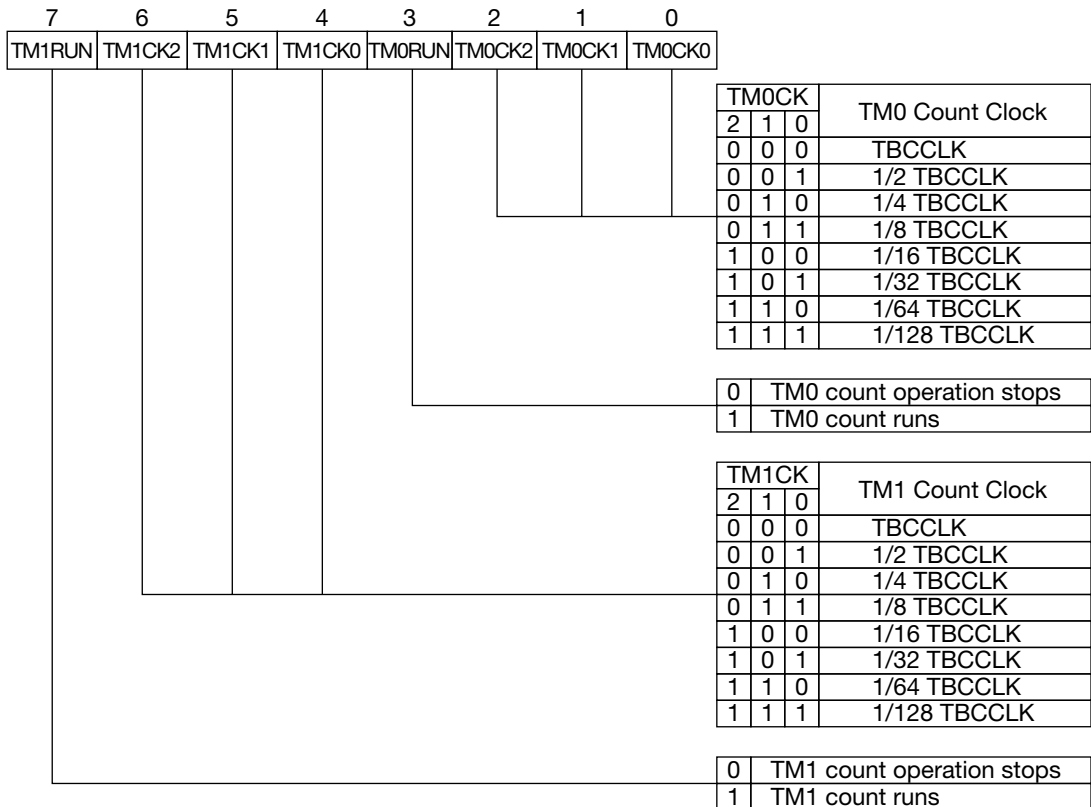 7 6 5 4 3 2 1 0
TM1RUN TM1CK2 TM1CK1 TM1CK0 TM0RUN TM0CK2 TM0CK1 TM0CK0
TM0CK TM0 Count Clock
2 1 0
0 0 0 TBCCLK
0 0 1 1/2 TBCCLK
0 1 0 1/4 TBCCLK
0 1 1 1/8 TBCCLK
1 0 0 1/16 TBCCLK
1 0 1 1/32 TBCCLK
1 1 0 1/64 TBCCLK
1 1 1 1/128 TBCCLK
0 TM0 count operation stops
1 TM0 count runs
TM1CK TM1 Count Clock
2 1 0
0 0 0 TBCCLK
0 0 1 1/2 TBCCLK
0 1 0 1/4 TBCCLK
0 1 1 1/8 TBCCLK
1 0 0 1/16 TBCCLK
1 0 1 1/32 TBCCLK
1 1 0 1/64 TBCCLK
1 1 1 1/128 TBCCLK
0 TM1 count operation stops
1 TM1 count runs